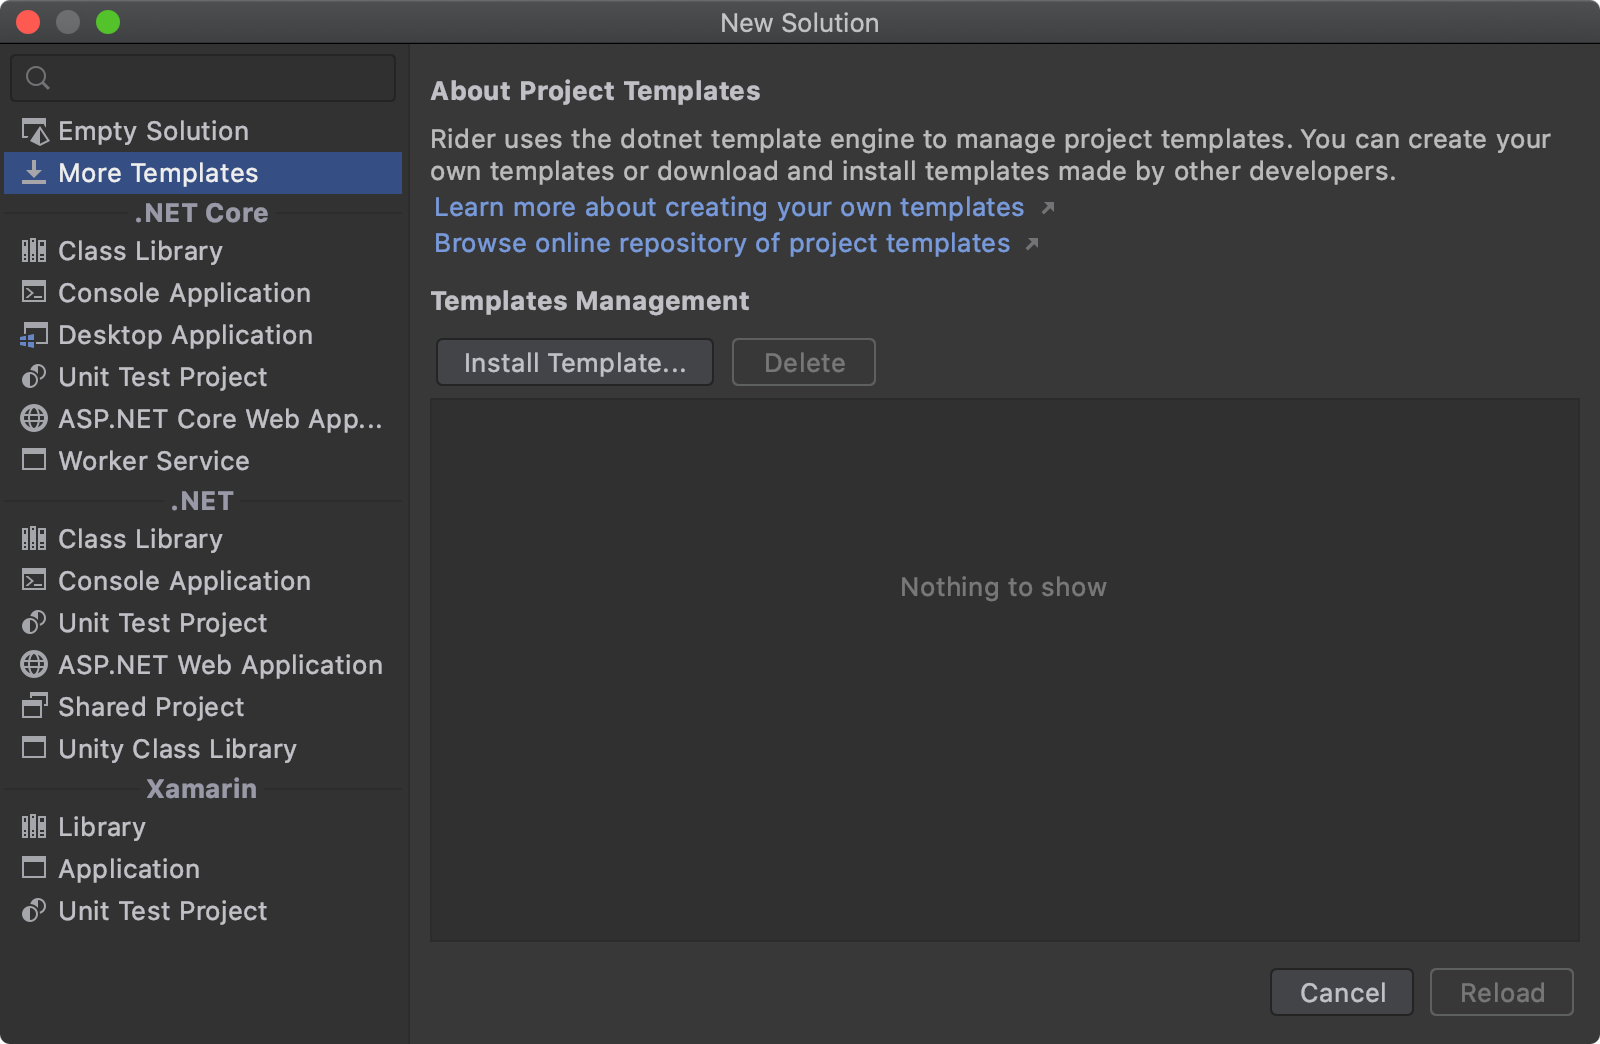 New Solution
Empty Solution
More Templates
.NET Core
Class Library
Console Application
Desktop Application
Unit Test Project
ASP.NET Core Web App...
Worker Service
.NET
Class Library
Console Application
Unit Test Project
ASP.NET Web Application
Shared Project
Unity Class Library
Xamarin
Library
Application
Unit Test Project
About Project Templates
Rider uses the dotnet template engine to manage project templates. You can create your
own templates or download and install templates made by other developers.
Learn more about creating your own templates
Browse online repository of project templates
Templates Management
Install Template...
Delete
Nothing to show
Cancel
Reload